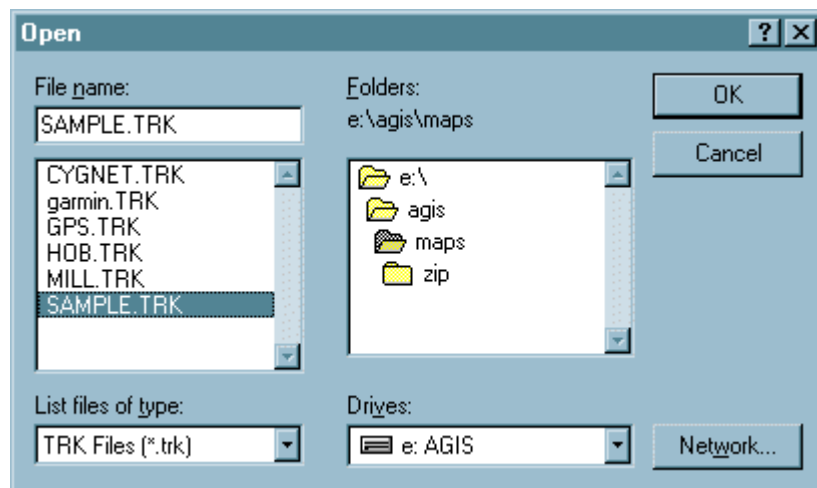 Open
File name:
SAMPLE.TRK
CYGNET.TRK
garmin.TRK
GPS.TRK
HOB.TRK
MILL.TRK
SAMPLE.TRK
List files of type:
TRK Files (*.trk)
Folders:
e:\agis\maps
e:\
agis
maps
zip
Drives:
e: AGIS
OK
Cancel
Network...